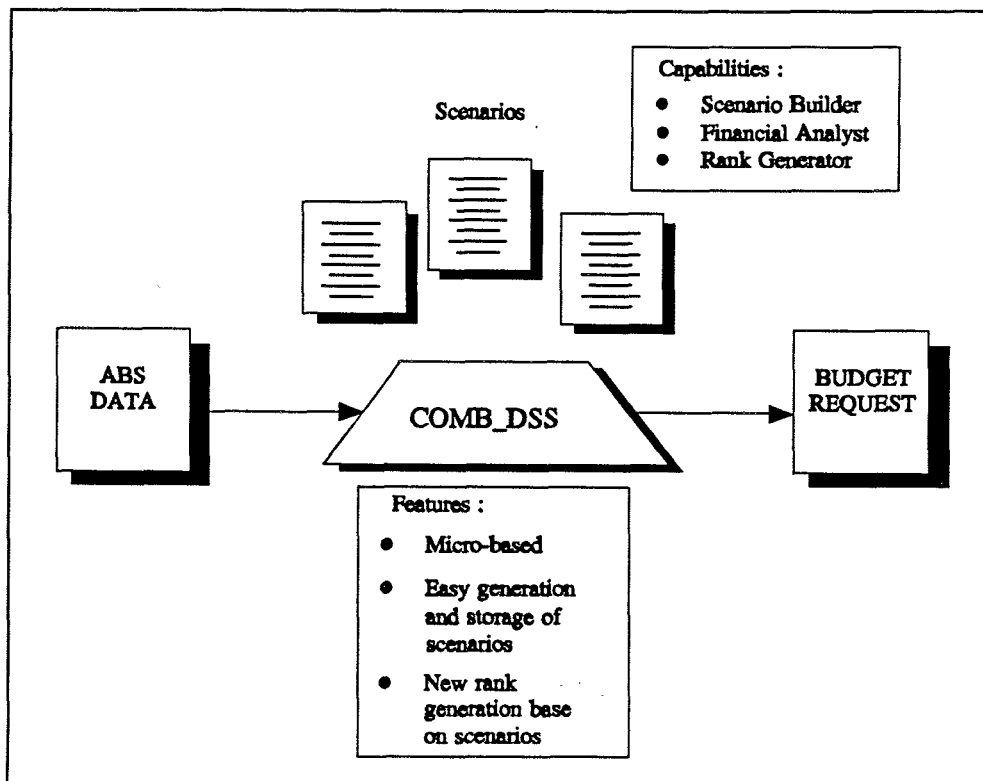 Capabilities :
● Scenario Builder
● Financial Analyst
● Rank Generator
Scenarios
ABS
DATA
COMB_DSS
BUDGET
REQUEST
Features :
● Micro-based
● Easy generation
and storage of
scenarios
● New rank
generation base
on scenarios